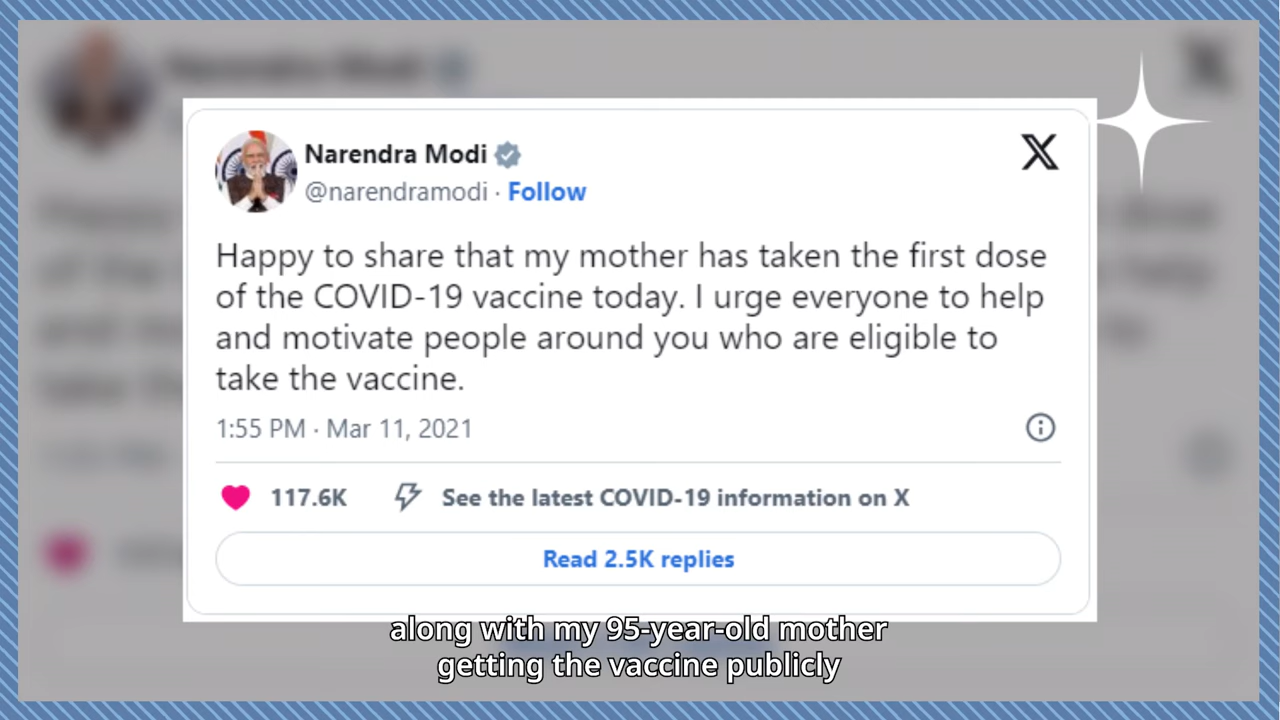 Narendra Modi
@narendramodi · Follow
Happy to share that my mother has taken the first dose
of the COVID-19 vaccine today. I urge everyone to help
and motivate people around you who are eligible to
take the vaccine.
1:55 PM · Mar 11, 2021
117.6K See the latest COVID-19 information on X
Read 2.5K replies
along with my 95-year-old mother
getting the vaccine publicly